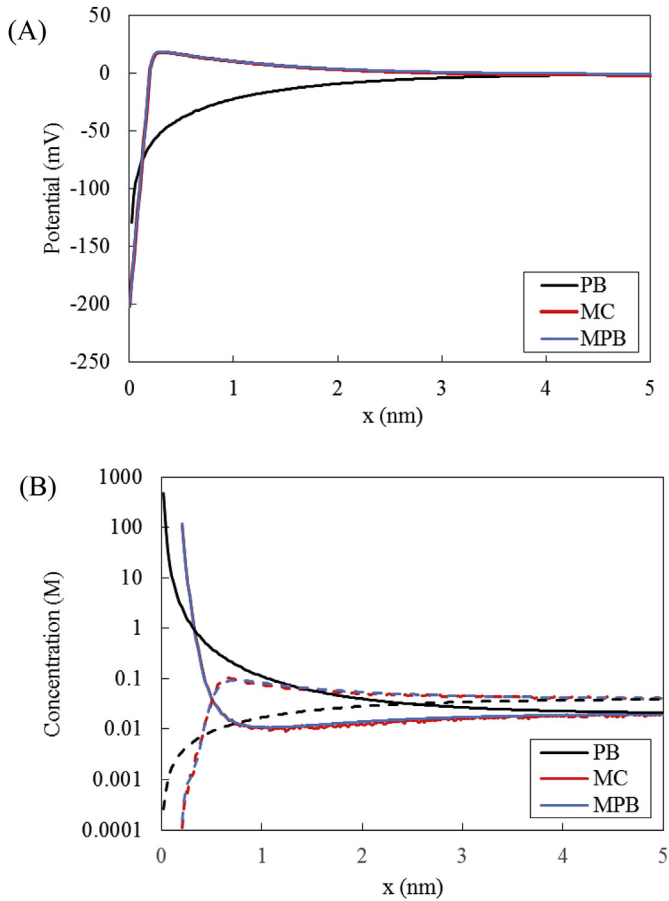 (A)
50
0
-50
-100
-150
-200
-250
Potential (mV)
PB
MC
MPB
0 1 2 3 4 5
x (nm)
(B)
1000
100
10
1
0.1
0.01
0.001
0.0001
Concentration (M)
PB
MC
MPB
0 1 2 3 4 5
x (nm)